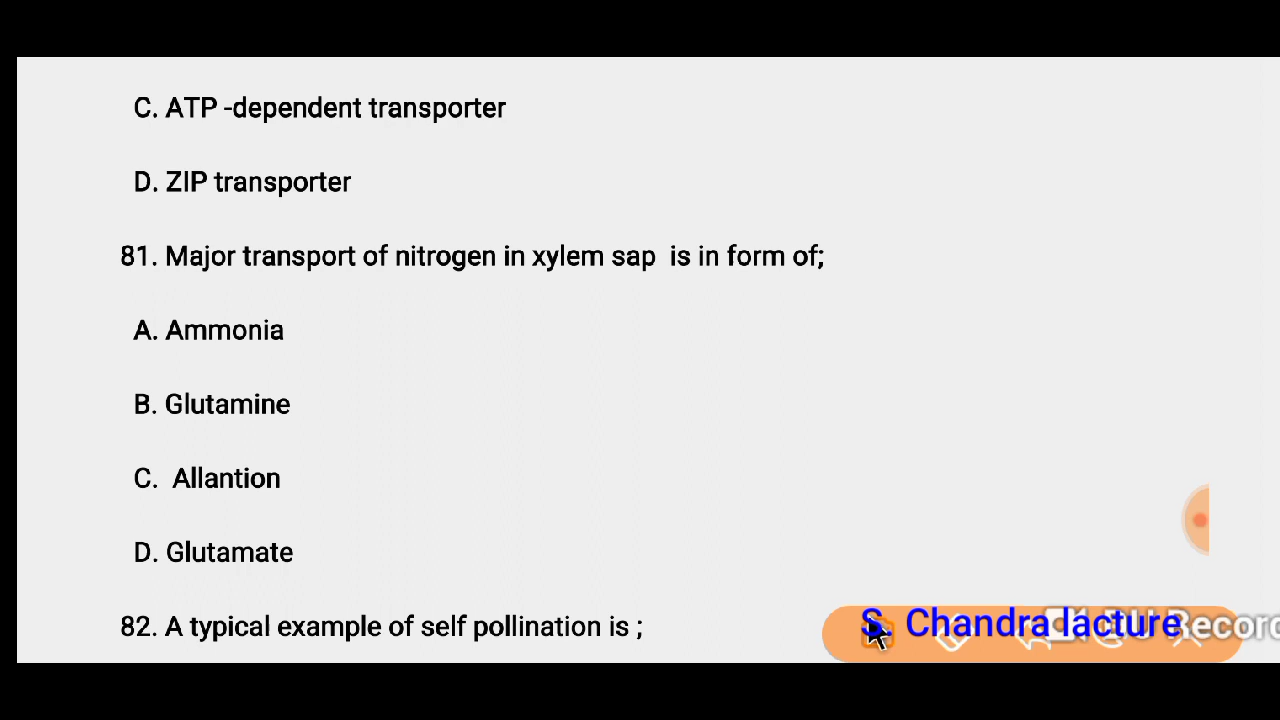 C. ATP -dependent transporter
D. ZIP transporter
81. Major transport of nitrogen in xylem sap is in form of;
A. Ammonia
B. Glutamine
C. Allantion
D. Glutamate
82. A typical example of self pollination is ;
S. Chandra lacture
Recor